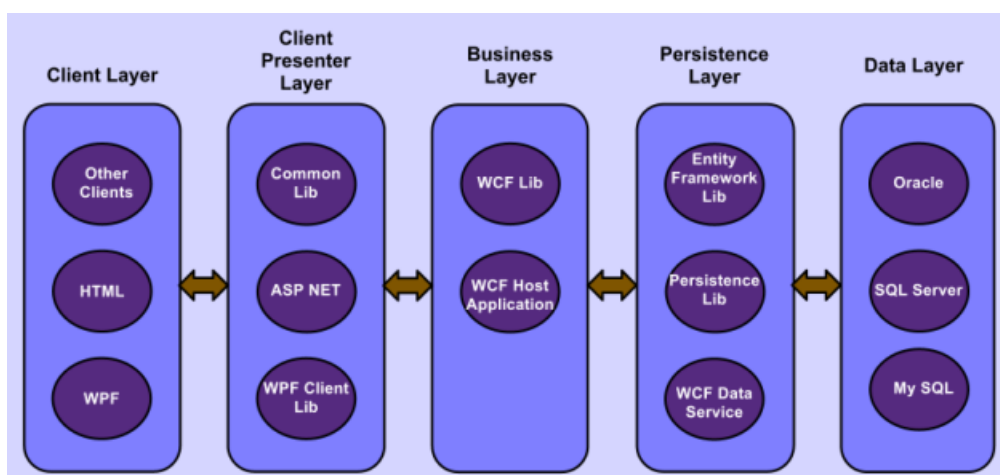 Client Layer
Client
Presenter
Layer
Business
Layer
Persistence
Layer
Data Layer
Other
Clients
HTML
WPF
Common
Lib
ASP NET
WPF Client
Lib
WCF Lib
WCF Host
Application
Entity
Framework
Lib
Persistence
Lib
WCF Data
Service
Oracle
SQL Server
My SQL